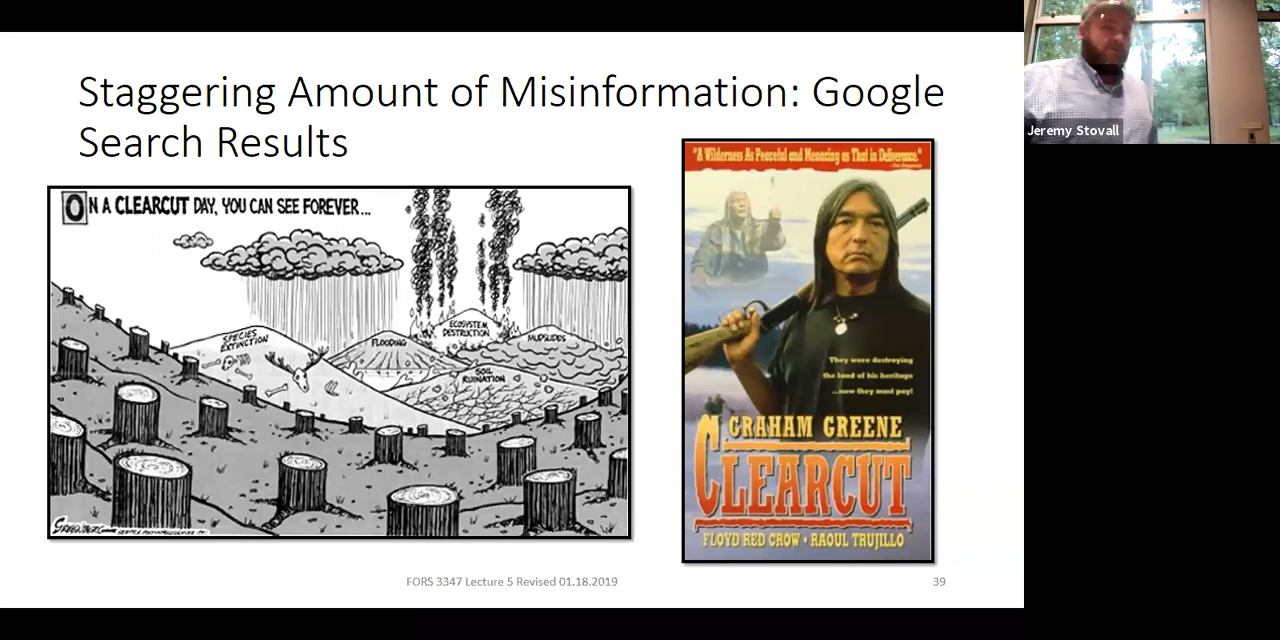 Staggering Amount of Misinformation: Google
Search Results
ON A CLEARCUT DAY, YOU CAN SEE FOREVER...
SPECIES
EXTINCTION
FLOODING
ECOSYSTEM
DESTRUCTION
MUDSLIDES
SOIL
RUINATION
"A Wilderness As Peaceful and Menacing as That in Deliverance."
They were destroying
the land of his heritage
...now they must pay!
GRAHAM GREENE
CLEARCUT
FLOYD RED CROW • RAOUL TRUJILLO
FORS 3347 Lecture 5 Revised 01.18.2019
39
Jeremy Stovall